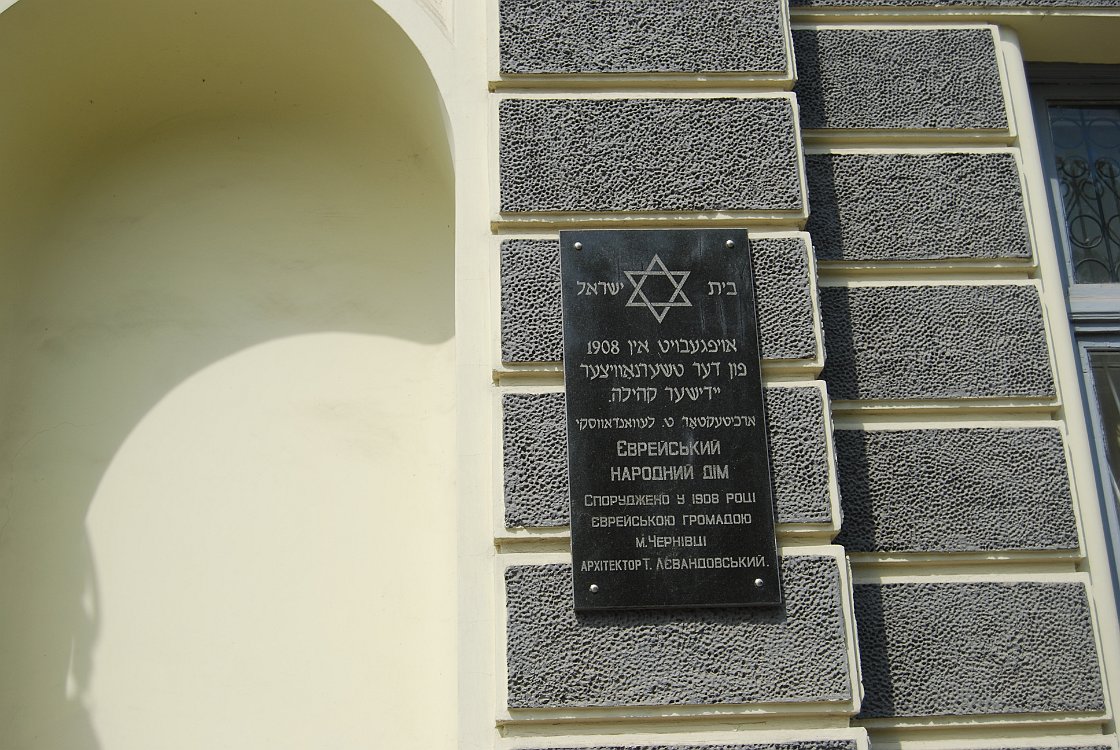 בית ישראל
אויפגעבויט אין 1908
פון דער טשערנאוויצער
יידישער קהילה.
ארכיטעקטאָר ט. לעוואנדאווסקי
ЄВРЕЙСЬКИЙ
НАРОДНИЙ ДІМ
СПОРУДЖЕНО У 1908 РОЦІ
ЄВРЕЙСЬКОЮ ГРОМАДОЮ
М.ЧЕРНІВЦІ
АРХІТЕКТОР Т. ЛЄВАНДОВСЬКИЙ.